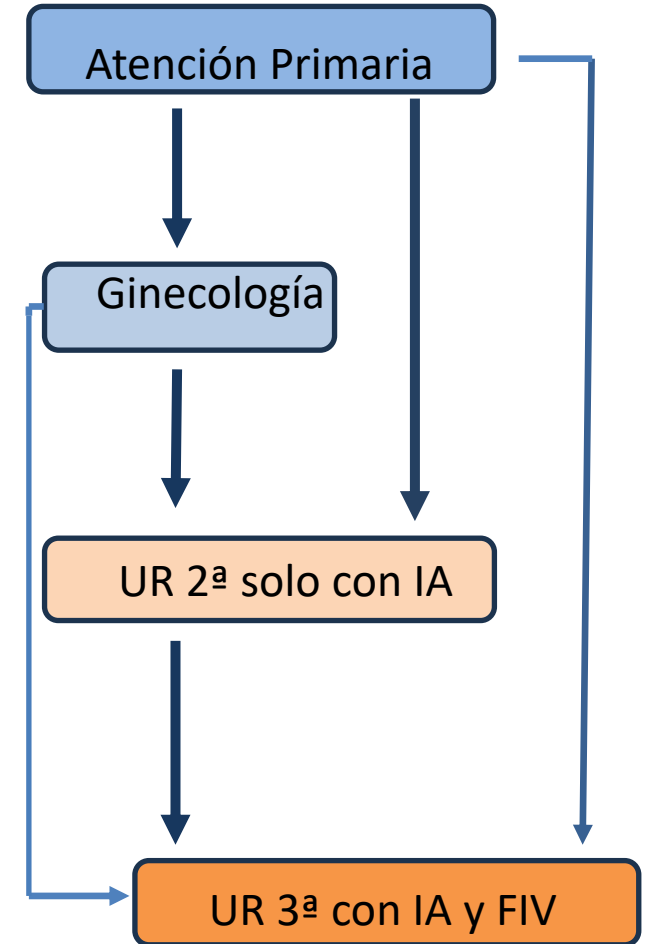 Atención Primaria
Ginecología
UR 2ª solo con IA
UR 3ª con IA y FIV